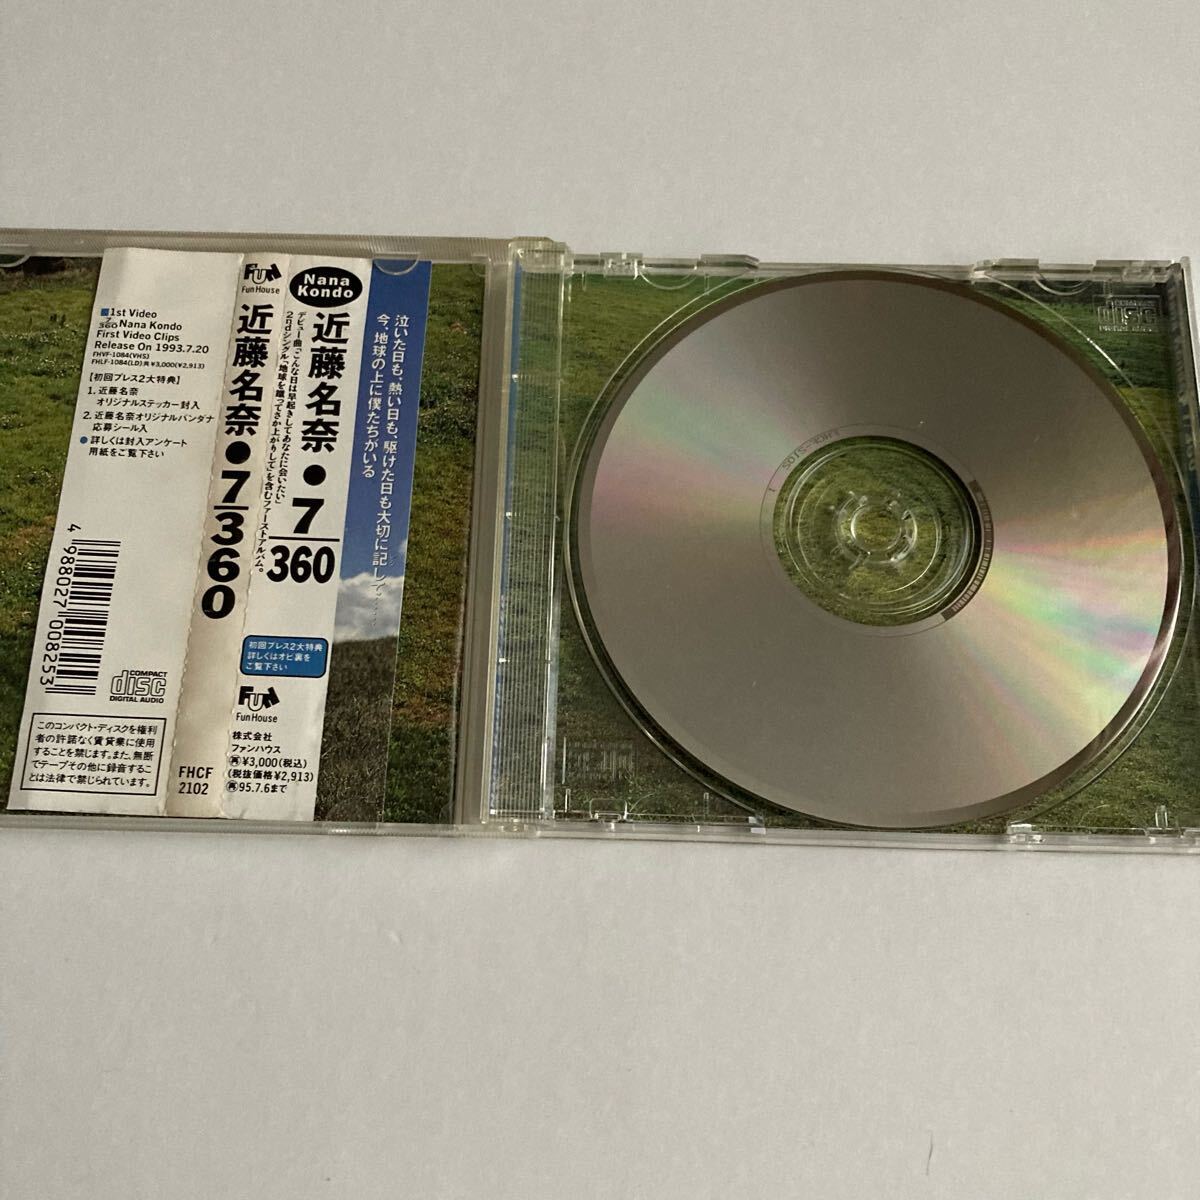 ■1st Video
7/360 Nana Kondo
First Video Clips
Release On 1993.7.20
FHVF-1084(VHS)
FHLF-1084(LD)再¥3,000(¥2,913)
【初回プレス2大特典】
1. 近藤名奈
オリジナルステッカー封入
2. 近藤名奈オリジナルバンダナ
応募シール入
●詳しくは封入アンケート
用紙をご覧下さい
4 988027 008253
COMPACT
disc
DIGITAL AUDIO
このコンパクト・ディスクを権利
者の許諾なく賃貸業に使用
することを禁じます。また、無断
でテープその他に録音するこ
とは法律で禁じられています。
Fun
Fun House
近藤名奈●7/360
FHCF
2102
Nana
Kondo
近藤名奈●7/360
デビュー曲「こんな日は早起きしてあなたに会いたい」
2ndシングル「地球を蹴ってさか上がりして」を含むファーストアルバム。
初回プレス2大特典
詳しくはオビ裏を
ご覧下さい
Fun
Fun House
株式会社
ファンハウス
再¥3,000(税込)
(税抜価格¥2,913)
再95.7.6まで
泣いた日も、熱い日も、駆けた日も大切に記して……
今、地球の上に僕たちがいる
COMPACT
disc